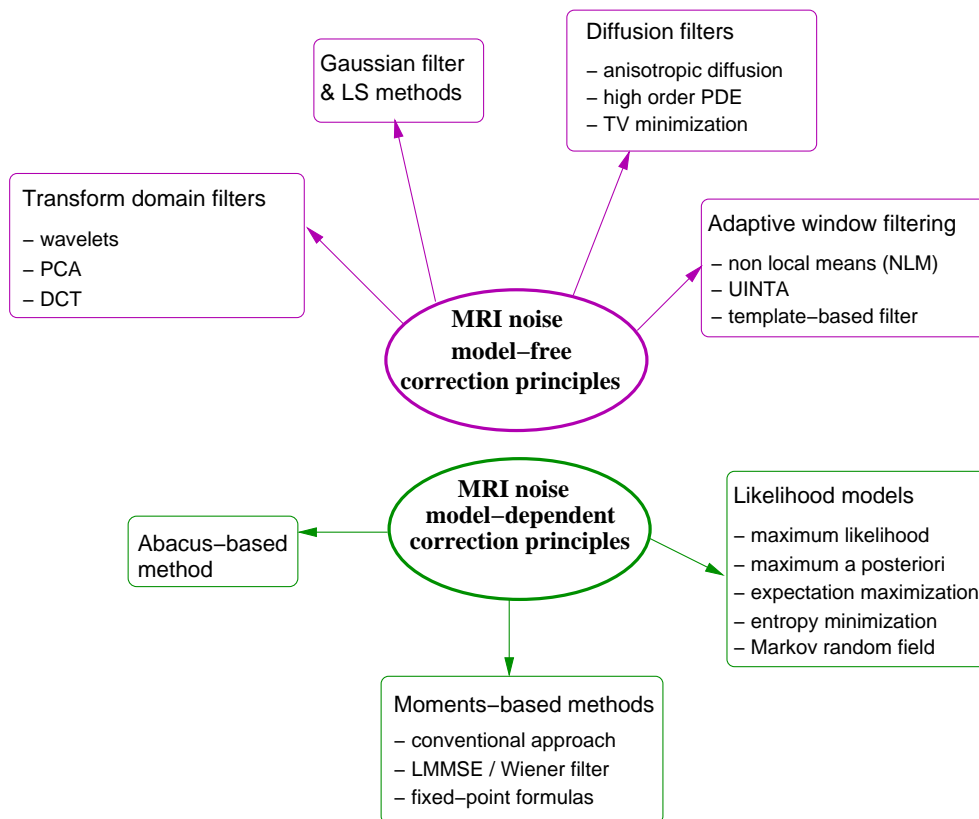 Diffusion filters
– anisotropic diffusion
– high order PDE
– TV minimization
Gaussian filter
& LS methods
Transform domain filters
– wavelets
– PCA
– DCT
Adaptive window filtering
– non local means (NLM)
– UINTA
– template–based filter
MRI noise
model–free
correction principles
MRI noise
model–dependent
correction principles
Abacus–based
method
Likelihood models
– maximum likelihood
– maximum a posteriori
– expectation maximization
– entropy minimization
– Markov random field
Moments–based methods
– conventional approach
– LMMSE / Wiener filter
– fixed–point formulas